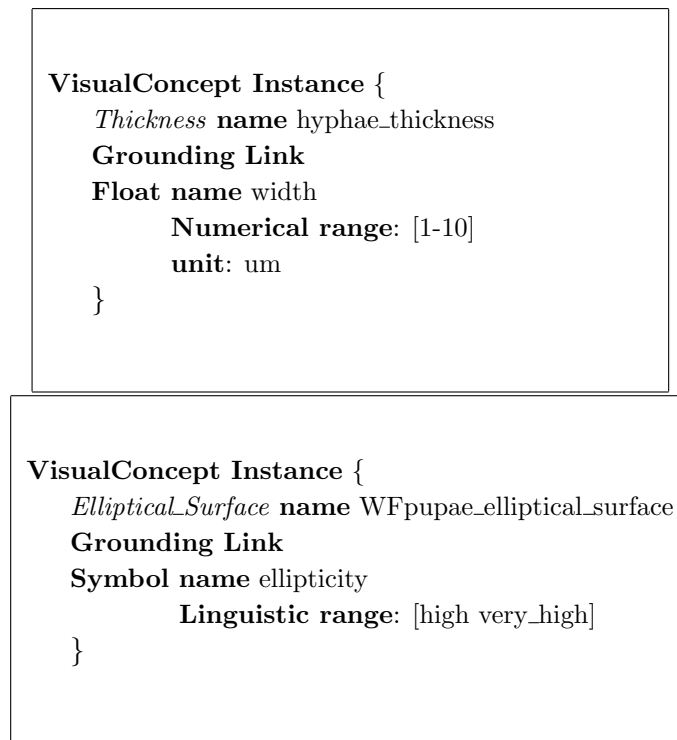 VisualConcept Instance {
Thickness name hyphae_thickness
Grounding Link
Float name width
Numerical range: [1-10]
unit: um
}
VisualConcept Instance {
Elliptical_Surface name WFpupae_elliptical_surface
Grounding Link
Symbol name ellipticity
Linguistic range: [high very_high]
}